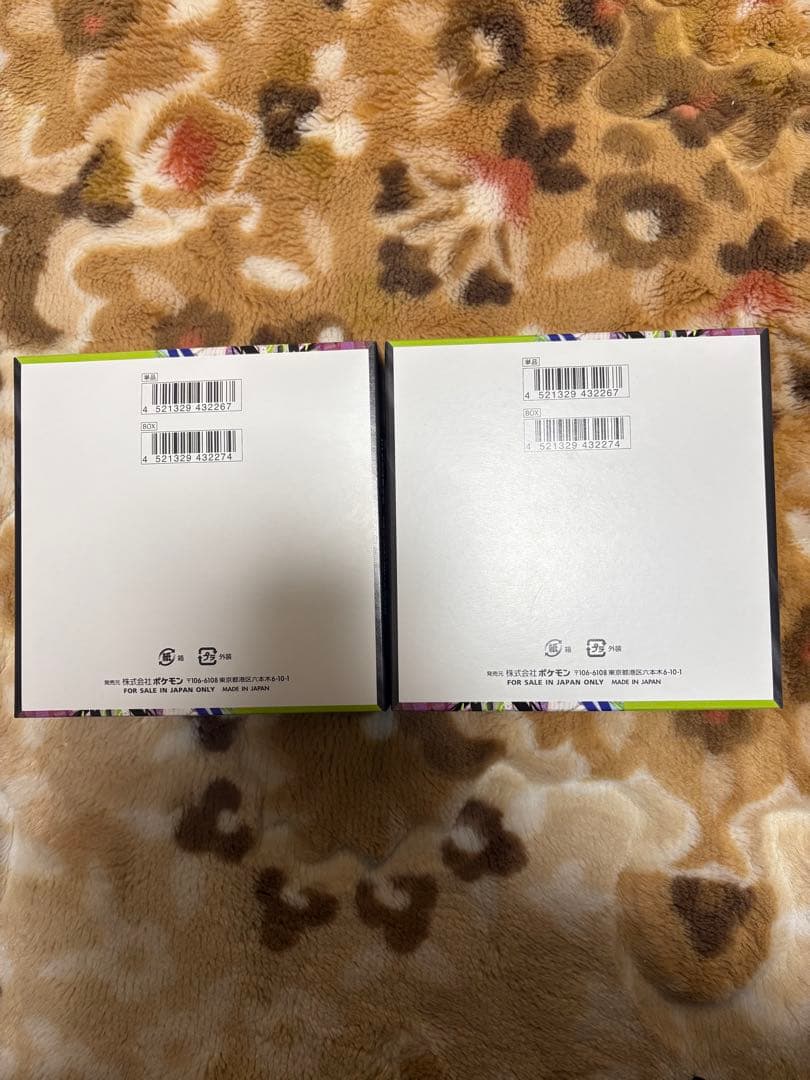 単品
4 521329 432267
BOX
4 521329 432274
紙 箱 プラ 外装
発売元 株式会社ポケモン 〒106-6108 東京都港区六本木6-10-1
FOR SALE IN JAPAN ONLY MADE IN JAPAN
単品
4 521329 432267
BOX
4 521329 432274
紙 箱 プラ 外装
発売元 株式会社ポケモン 〒106-6108 東京都港区六本木6-10-1
FOR SALE IN JAPAN ONLY MADE IN JAPAN